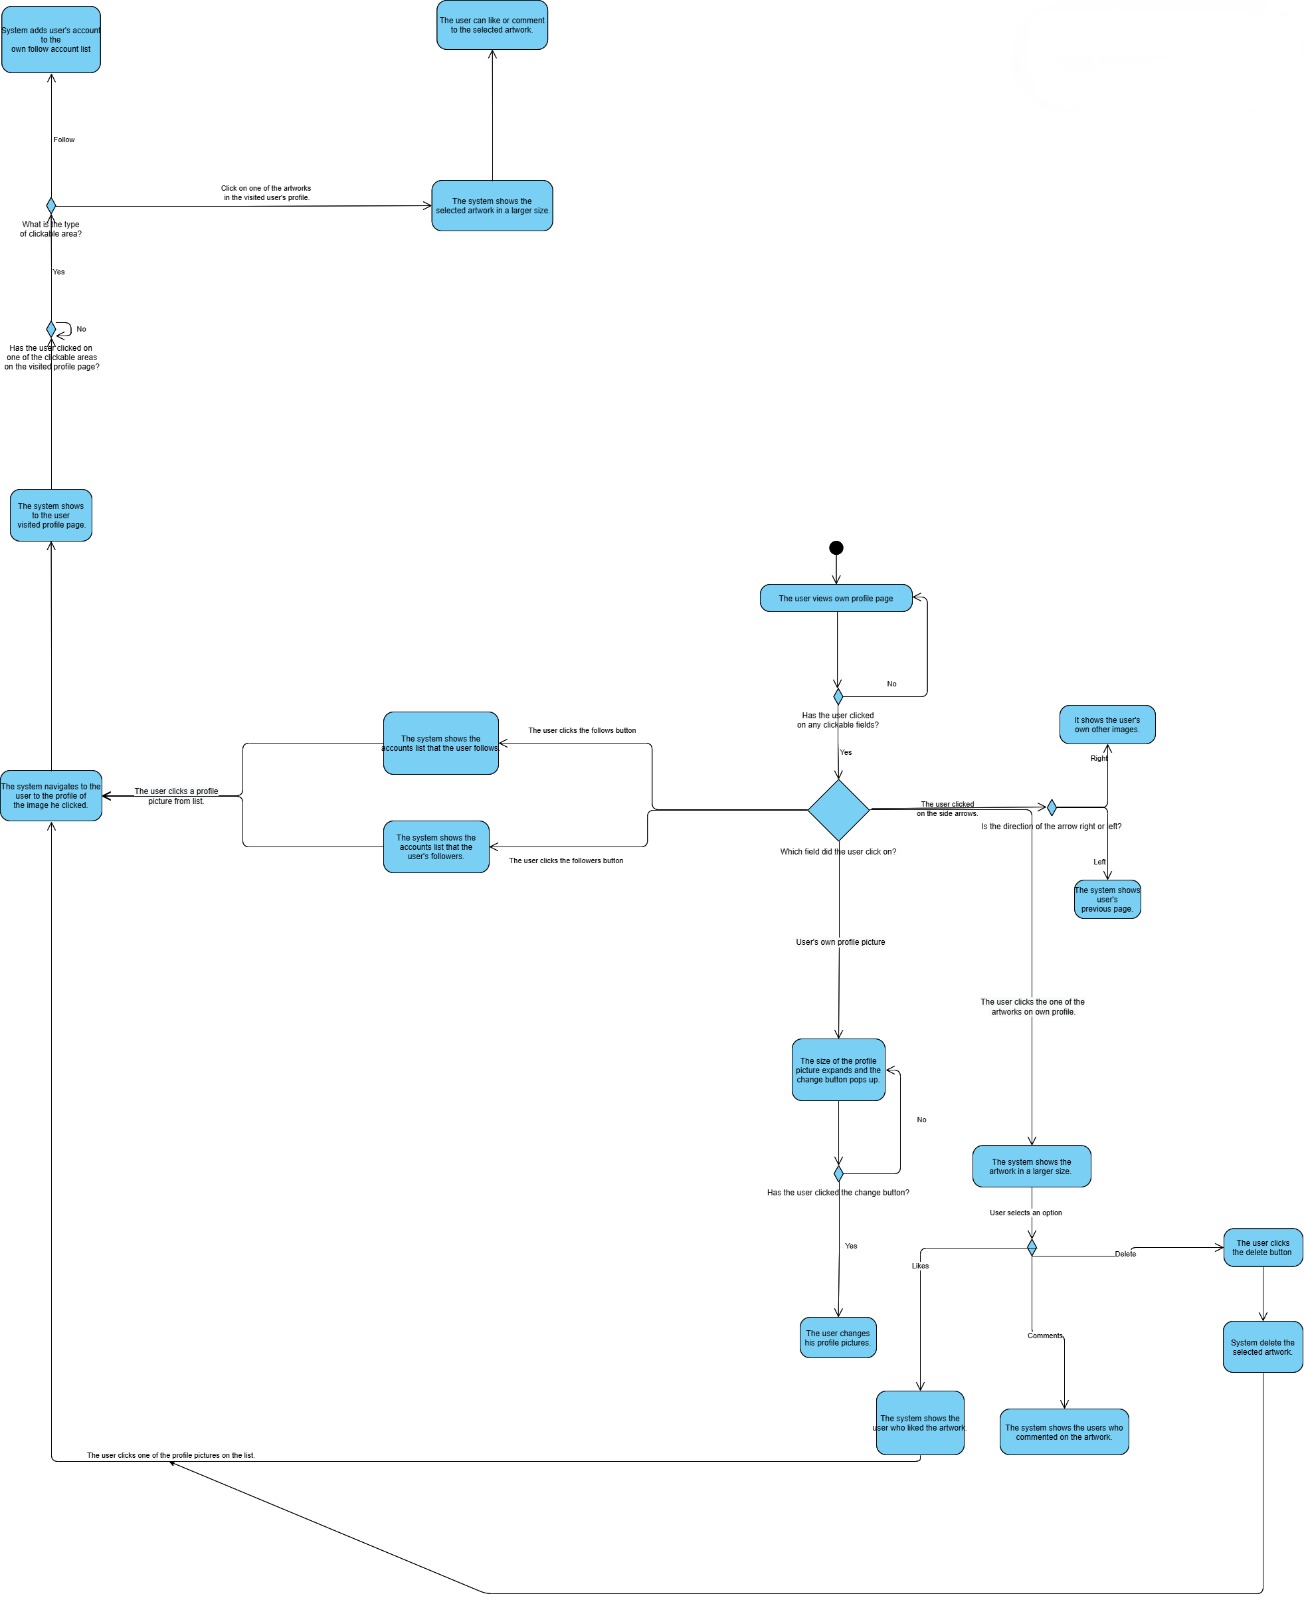 System adds user's account
to the
own follow account list
The user can like or comment
to the selected artwork.
Follow
Click on one of the artworks
in the visited user's profile.
The system shows the
selected artwork in a larger size.
What is the type
of clickable area?
Yes
No
Has the user clicked on
one of the clickable areas
on the visited profile page?
The system shows
to the user
visited profile page.
The user views own profile page
No
Has the user clicked
on any clickable fields?
Yes
It shows the user's
own other images.
Right
The user clicks the follows button
The system shows the
accounts list that the user follows.
The system navigates to the
user to the profile of
the image he clicked.
The user clicks a profile
picture from list.
The user clicked
on the side arrows.
Is the direction of the arrow right or left?
Which field did the user click on?
The system shows the
accounts list that the
user's followers.
The user clicks the followers button
Left
The system shows
user's
previous page.
User's own profile picture
The user clicks the one of the
artworks on own profile.
The size of the profile
picture expands and the
change button pops up.
No
Has the user clicked the change button?
The system shows the
artwork in a larger size.
User selects an option
Yes
Likes
Delete
The user clicks
the delete button
Comments
The user changes
his profile pictures.
System delete the
selected artwork.
The system shows the
user who liked the artwork.
The system shows the users who
commented on the artwork.
The user clicks one of the profile pictures on the list.